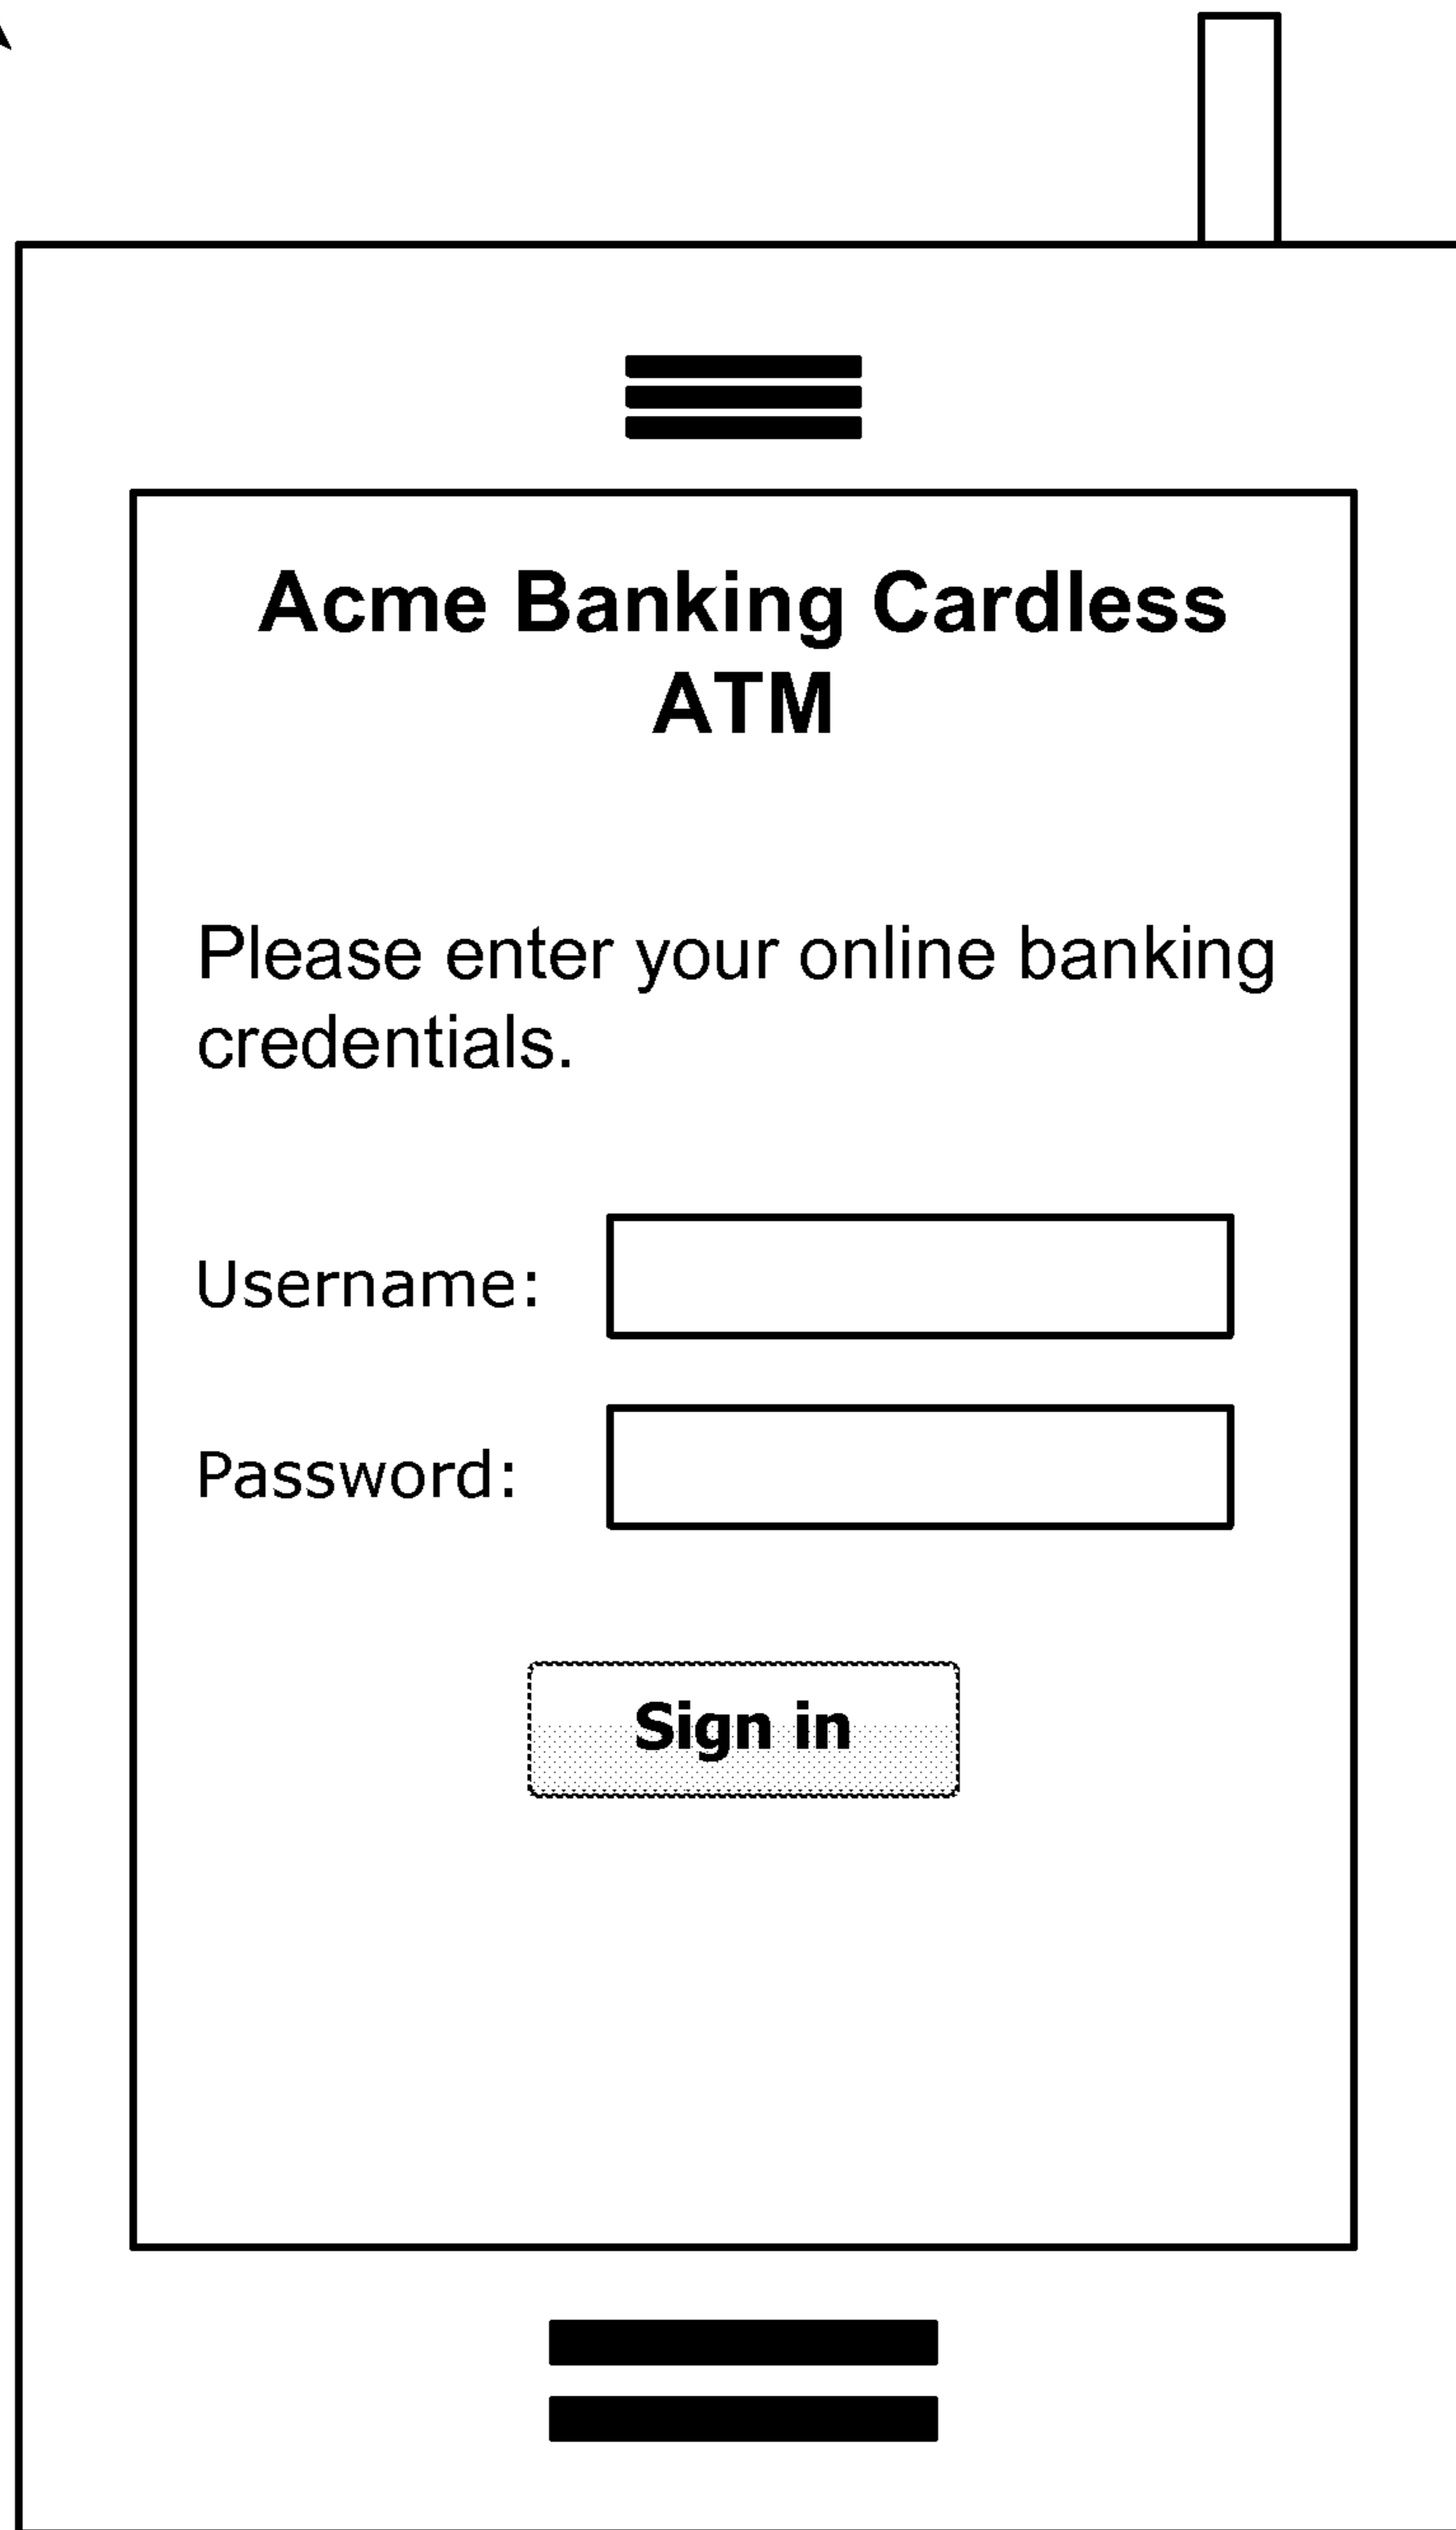 Acme Banking Cardless
ATM
Please enter your online banking
credentials.
Username:
Password:
Sign in